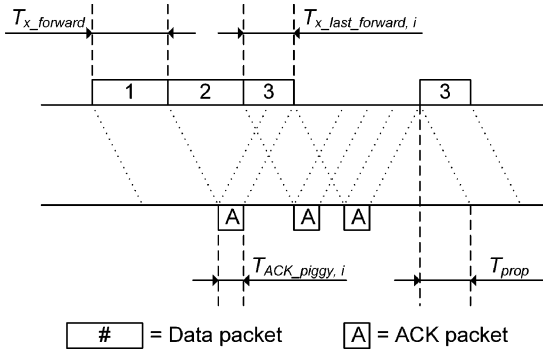 T_x_forward T_x_last_forward, i
1 2 3 3
A A A
T_ACK_piggy, i T_prop
# = Data packet A = ACK packet